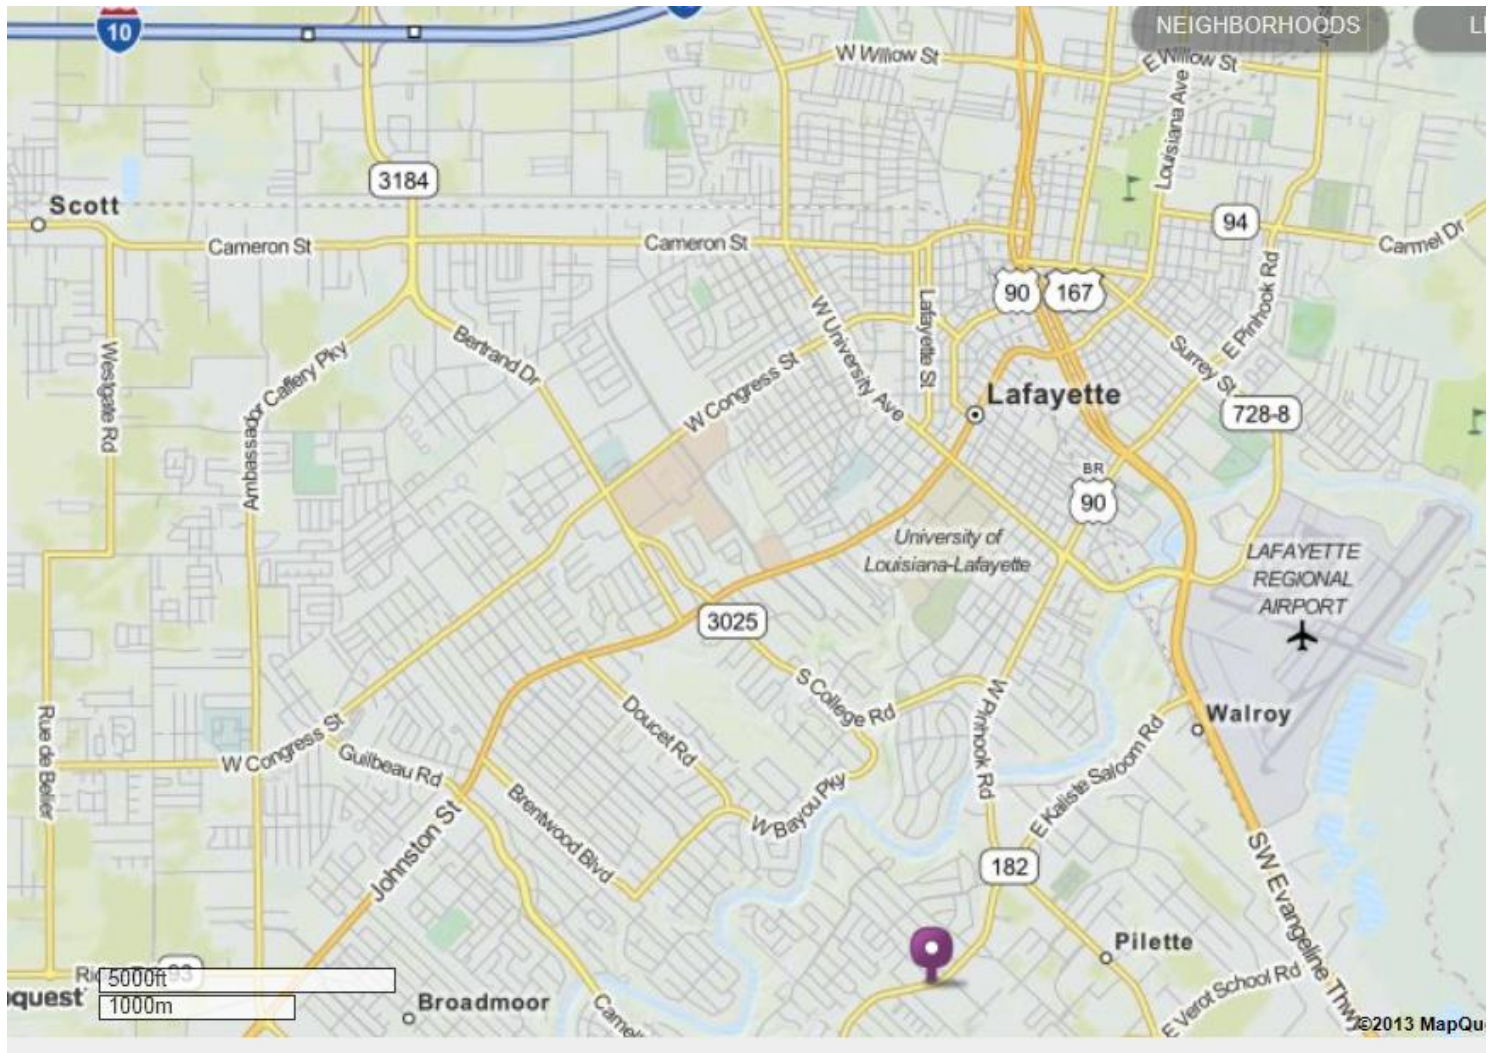 10
NEIGHBORHOODS
W Willow St
E Willow St
Louisiana Ave
3184
Scott
94
Cameron St
Cameron St
Carmel Dr
90
167
E Pinhook Rd
Lafayette St
W University Ave
Surrey St
Westgate Rd
Ambassador Caffery Pky
Bertrand Dr
W Congress St
Lafayette
728-8
BR
90
University of
Louisiana-Lafayette
LAFAYETTE
REGIONAL
AIRPORT
3025
S College Rd
W Pinhook Rd
Walroy
Rue de Belier
W Congress St
Guilbeau Rd
Doucet Rd
E Kaliste Saloom Rd
Brentwood Blvd
W Bayou Pky
Johnston St
182
SW Evangeline Thwy
Pilette
E Verot School Rd
93
5000ft
1000m
quest
Broadmoor
©2013 MapQu